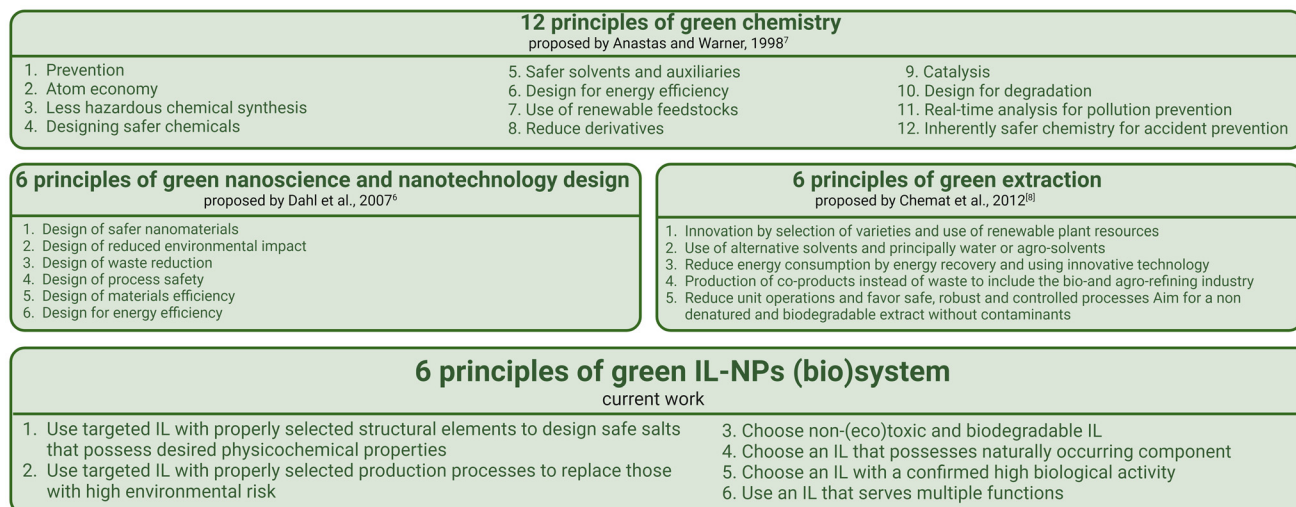 12 principles of green chemistry
proposed by Anastas and Warner, 1998⁷
1. Prevention
2. Atom economy
3. Less hazardous chemical synthesis
4. Designing safer chemicals
5. Safer solvents and auxiliaries
6. Design for energy efficiency
7. Use of renewable feedstocks
8. Reduce derivatives
9. Catalysis
10. Design for degradation
11. Real-time analysis for pollution prevention
12. Inherently safer chemistry for accident prevention
6 principles of green nanoscience and nanotechnology design
proposed by Dahl et al., 2007⁶
1. Design of safer nanomaterials
2. Design of reduced environmental impact
3. Design of waste reduction
4. Design of process safety
5. Design of materials efficiency
6. Design for energy efficiency
6 principles of green extraction
proposed by Chemat et al., 2012[8]
1. Innovation by selection of varieties and use of renewable plant resources
2. Use of alternative solvents and principally water or agro-solvents
3. Reduce energy consumption by energy recovery and using innovative technology
4. Production of co-products instead of waste to include the bio-and agro-refining industry
5. Reduce unit operations and favor safe, robust and controlled processes Aim for a non
denatured and biodegradable extract without contaminants
6 principles of green IL-NPs (bio)system
current work
1. Use targeted IL with properly selected structural elements to design safe salts
that possess desired physicochemical properties
2. Use targeted IL with properly selected production processes to replace those
with high environmental risk
3. Choose non-(eco)toxic and biodegradable IL
4. Choose an IL that possesses naturally occurring component
5. Choose an IL with a confirmed high biological activity
6. Use an IL that serves multiple functions